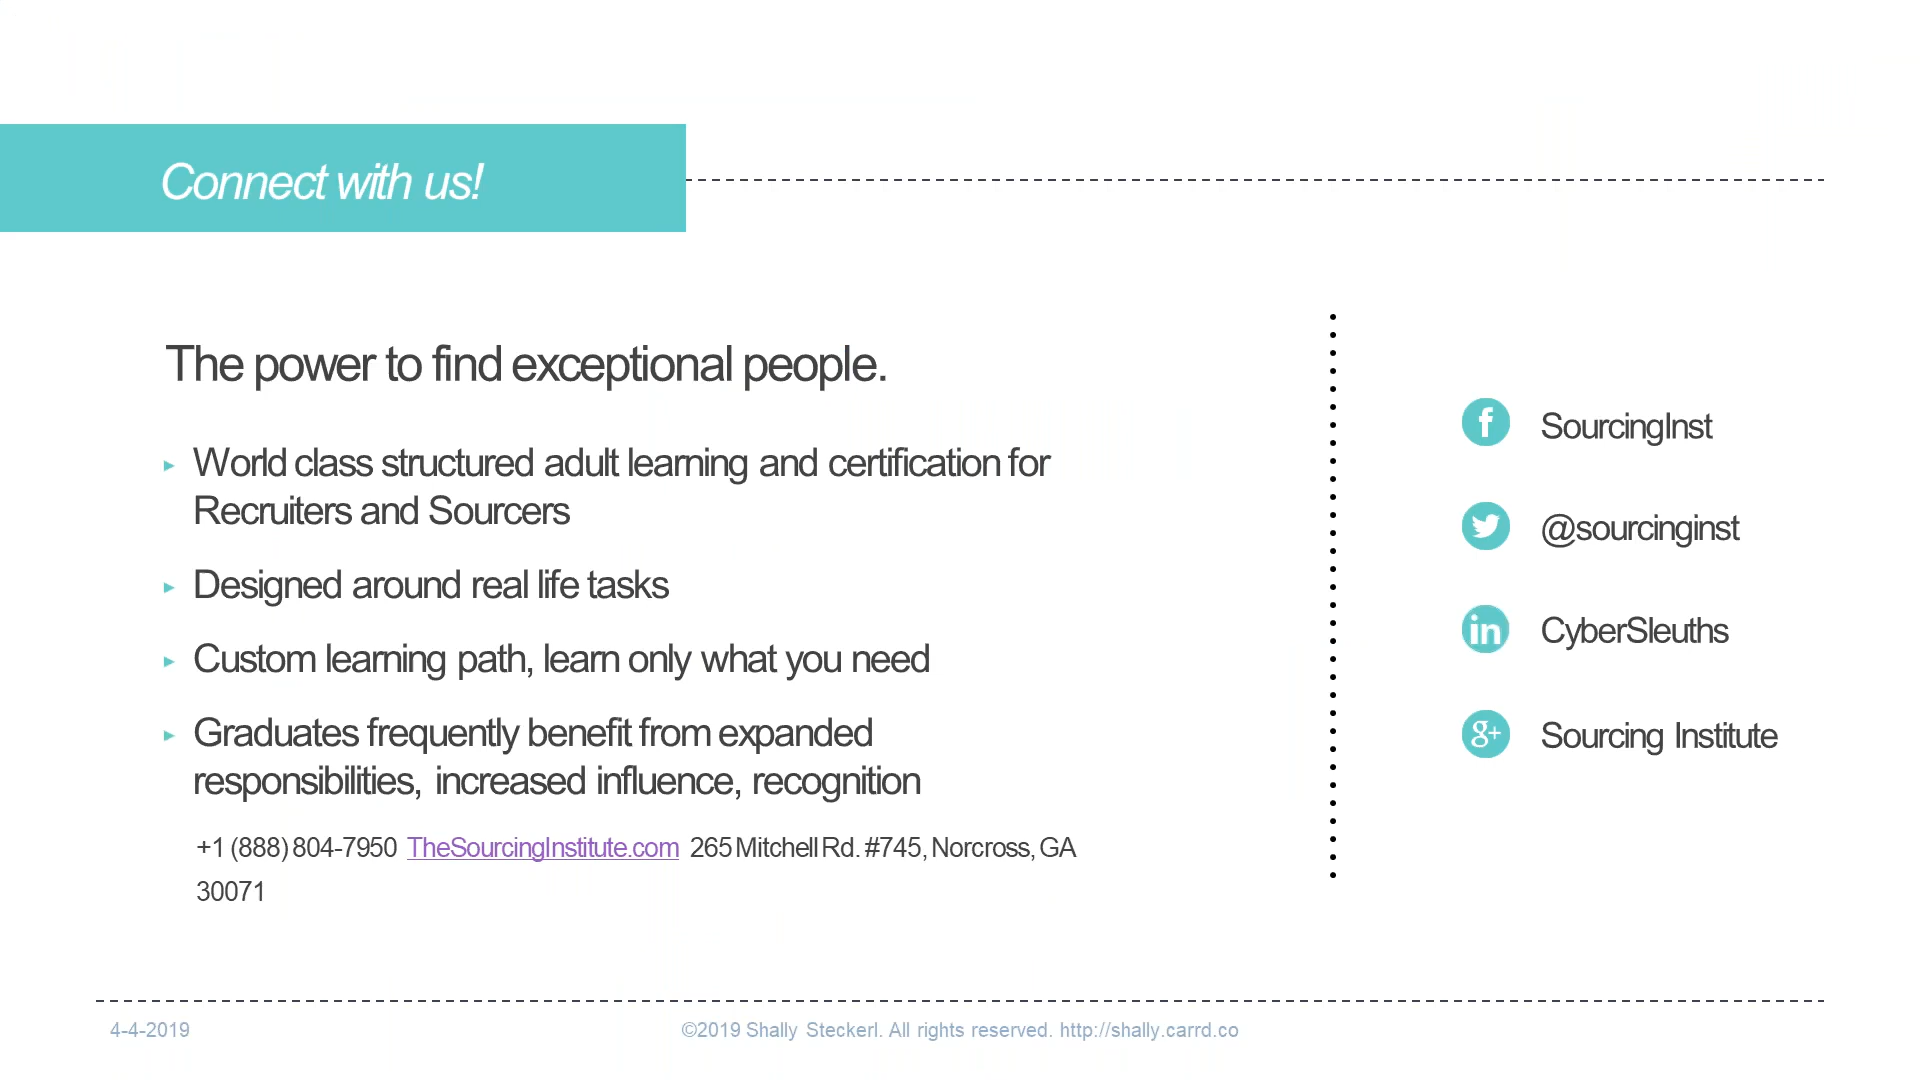 Connect with us!
The power to find exceptional people.
▸ World class structured adult learning and certification for
Recruiters and Sourcers
▸ Designed around real life tasks
▸ Custom learning path, learn only what you need
▸ Graduates frequently benefit from expanded
responsibilities, increased influence, recognition
+1 (888) 804-7950 TheSourcingInstitute.com 265 Mitchell Rd. #745, Norcross, GA
30071
f SourcingInst
@sourcinginst
in CyberSleuths
g+ Sourcing Institute
4-4-2019
©2019 Shally Steckerl. All rights reserved. http://shally.carrd.co